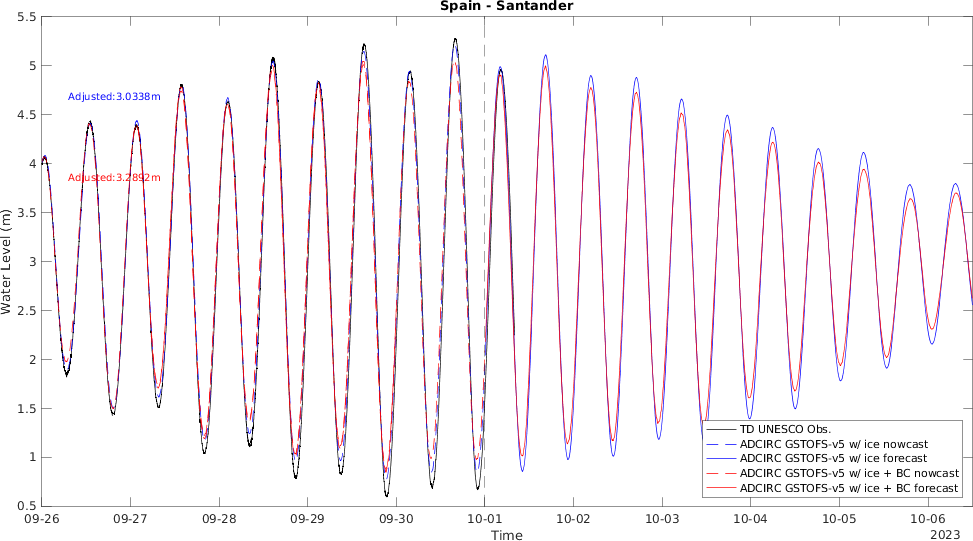 Spain - Santander
5.5
5
4.5
4
3.5
3
2.5
2
1.5
1
0.5
Water Level (m)
Adjusted:3.0338m
Adjusted:3.2892m
TD UNESCO Obs.
ADCIRC GSTOFS-v5 w/ ice nowcast
ADCIRC GSTOFS-v5 w/ ice forecast
ADCIRC GSTOFS-v5 w/ ice + BC nowcast
ADCIRC GSTOFS-v5 w/ ice + BC forecast
09-26 09-27 09-28 09-29 09-30 10-01 10-02 10-03 10-04 10-05 10-06
Time
2023